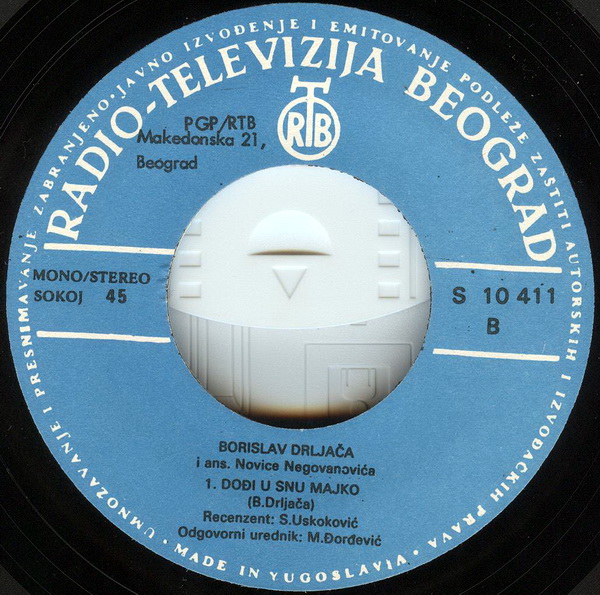 UMNOŽAVANJE I PRESNIMAVANJE ZABRANJENO · JAVNO IZVOĐENJE I EMITOVANJE PODLEŽE ZAŠTITI AUTORSKIH I IZVOĐAČKIH PRAVA ·
RADIO-TELEVIZIJA BEOGRAD
RTB
PGP/RTB
Makedonska 21,
Beograd
MONO/STEREO
SOKOJ 45
S 10 411
B
BORISLAV DRLJAČA
i ans. Novice Negovanovića
1. DOĐI U SNU MAJKO
(B.Drljača)
Recenzent: S.Uskoković
Odgovorni urednik: M.Đorđević
MADE IN YUGOSLAVIA